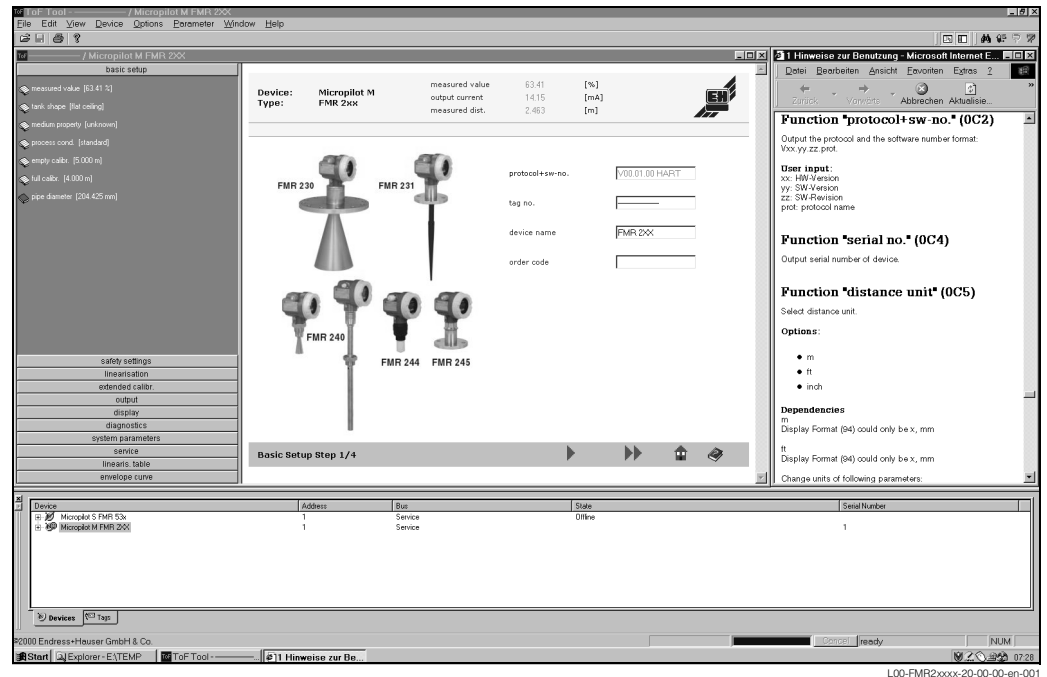 ToF Tool - ———— / Micropilot M FMR 2XX
File Edit View Device Options Parameter Window Help
———— / Micropilot M FMR 2XX
basic setup
measured value [63.41 %]
tank shape [flat ceiling]
medium property [unknown]
process cond. [standard]
empty calibr. [5.000 m]
full calibr. [4.000 m]
pipe diameter [204.425 mm]
safety settings
linearisation
extended calibr.
output
display
diagnostics
system parameters
service
linearis. table
envelope curve
Device: Micropilot M
Type: FMR 2xx
measured value 63.41 [%]
output current 14.15 [mA]
measured dist. 2.463 [m]
EH
FMR 230
FMR 231
FMR 240
FMR 244
FMR 245
protocol+sw-no. V00.01.00 HART
tag no. ————
device name FMR 2XX
order code
Basic Setup Step 1/4
1 Hinweise zur Benutzung - Microsoft Internet E...
Datei Bearbeiten Ansicht Favoriten Extras ?
Zurück Vorwärts Abbrechen Aktualisie...
Function "protocol+sw-no." (0C2)
Output the protocol and the software number format:
Vxx.yy.zz.prot.
User input:
xx: HW-Version
yy: SW-Version
zz: SW-Revision
prot: protocol name
Function "serial no." (0C4)
Output serial number of device.
Function "distance unit" (0C5)
Select distance unit.
Options:
• m
• ft
• inch
Dependencies
m
Display Format (94) could only be x, mm
ft
Display Format (94) could only be x, mm
Change units of following parameters:
Device Address Bus State Serial Number
Micropilot S FMR 53x 1 Service Offline
Micropilot M FMR 2XX 1 Service 1
Devices Tags
©2000 Endress+Hauser GmbH & Co.
Cancel ready NUM
Start Explorer - E:\TEMP ToF Tool - ————... 1 Hinweise zur Be... 07:28
L00-FMR2xxxx-20-00-00-en-001